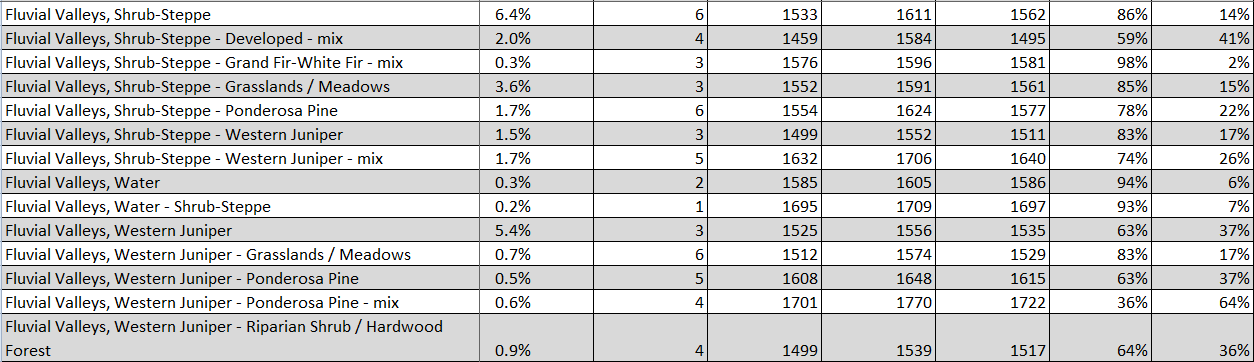 Fluvial Valleys, Shrub-Steppe 6.4% 6 1533 1611 1562 86% 14%
Fluvial Valleys, Shrub-Steppe - Developed - mix 2.0% 4 1459 1584 1495 59% 41%
Fluvial Valleys, Shrub-Steppe - Grand Fir-White Fir - mix 0.3% 3 1576 1596 1581 98% 2%
Fluvial Valleys, Shrub-Steppe - Grasslands / Meadows 3.6% 3 1552 1591 1561 85% 15%
Fluvial Valleys, Shrub-Steppe - Ponderosa Pine 1.7% 6 1554 1624 1577 78% 22%
Fluvial Valleys, Shrub-Steppe - Western Juniper 1.5% 3 1499 1552 1511 83% 17%
Fluvial Valleys, Shrub-Steppe - Western Juniper - mix 1.7% 5 1632 1706 1640 74% 26%
Fluvial Valleys, Water 0.3% 2 1585 1605 1586 94% 6%
Fluvial Valleys, Water - Shrub-Steppe 0.2% 1 1695 1709 1697 93% 7%
Fluvial Valleys, Western Juniper 5.4% 3 1525 1556 1535 63% 37%
Fluvial Valleys, Western Juniper - Grasslands / Meadows 0.7% 6 1512 1574 1529 83% 17%
Fluvial Valleys, Western Juniper - Ponderosa Pine 0.5% 5 1608 1648 1615 63% 37%
Fluvial Valleys, Western Juniper - Ponderosa Pine - mix 0.6% 4 1701 1770 1722 36% 64%
Fluvial Valleys, Western Juniper - Riparian Shrub / Hardwood
Forest 0.9% 4 1499 1539 1517 64% 36%